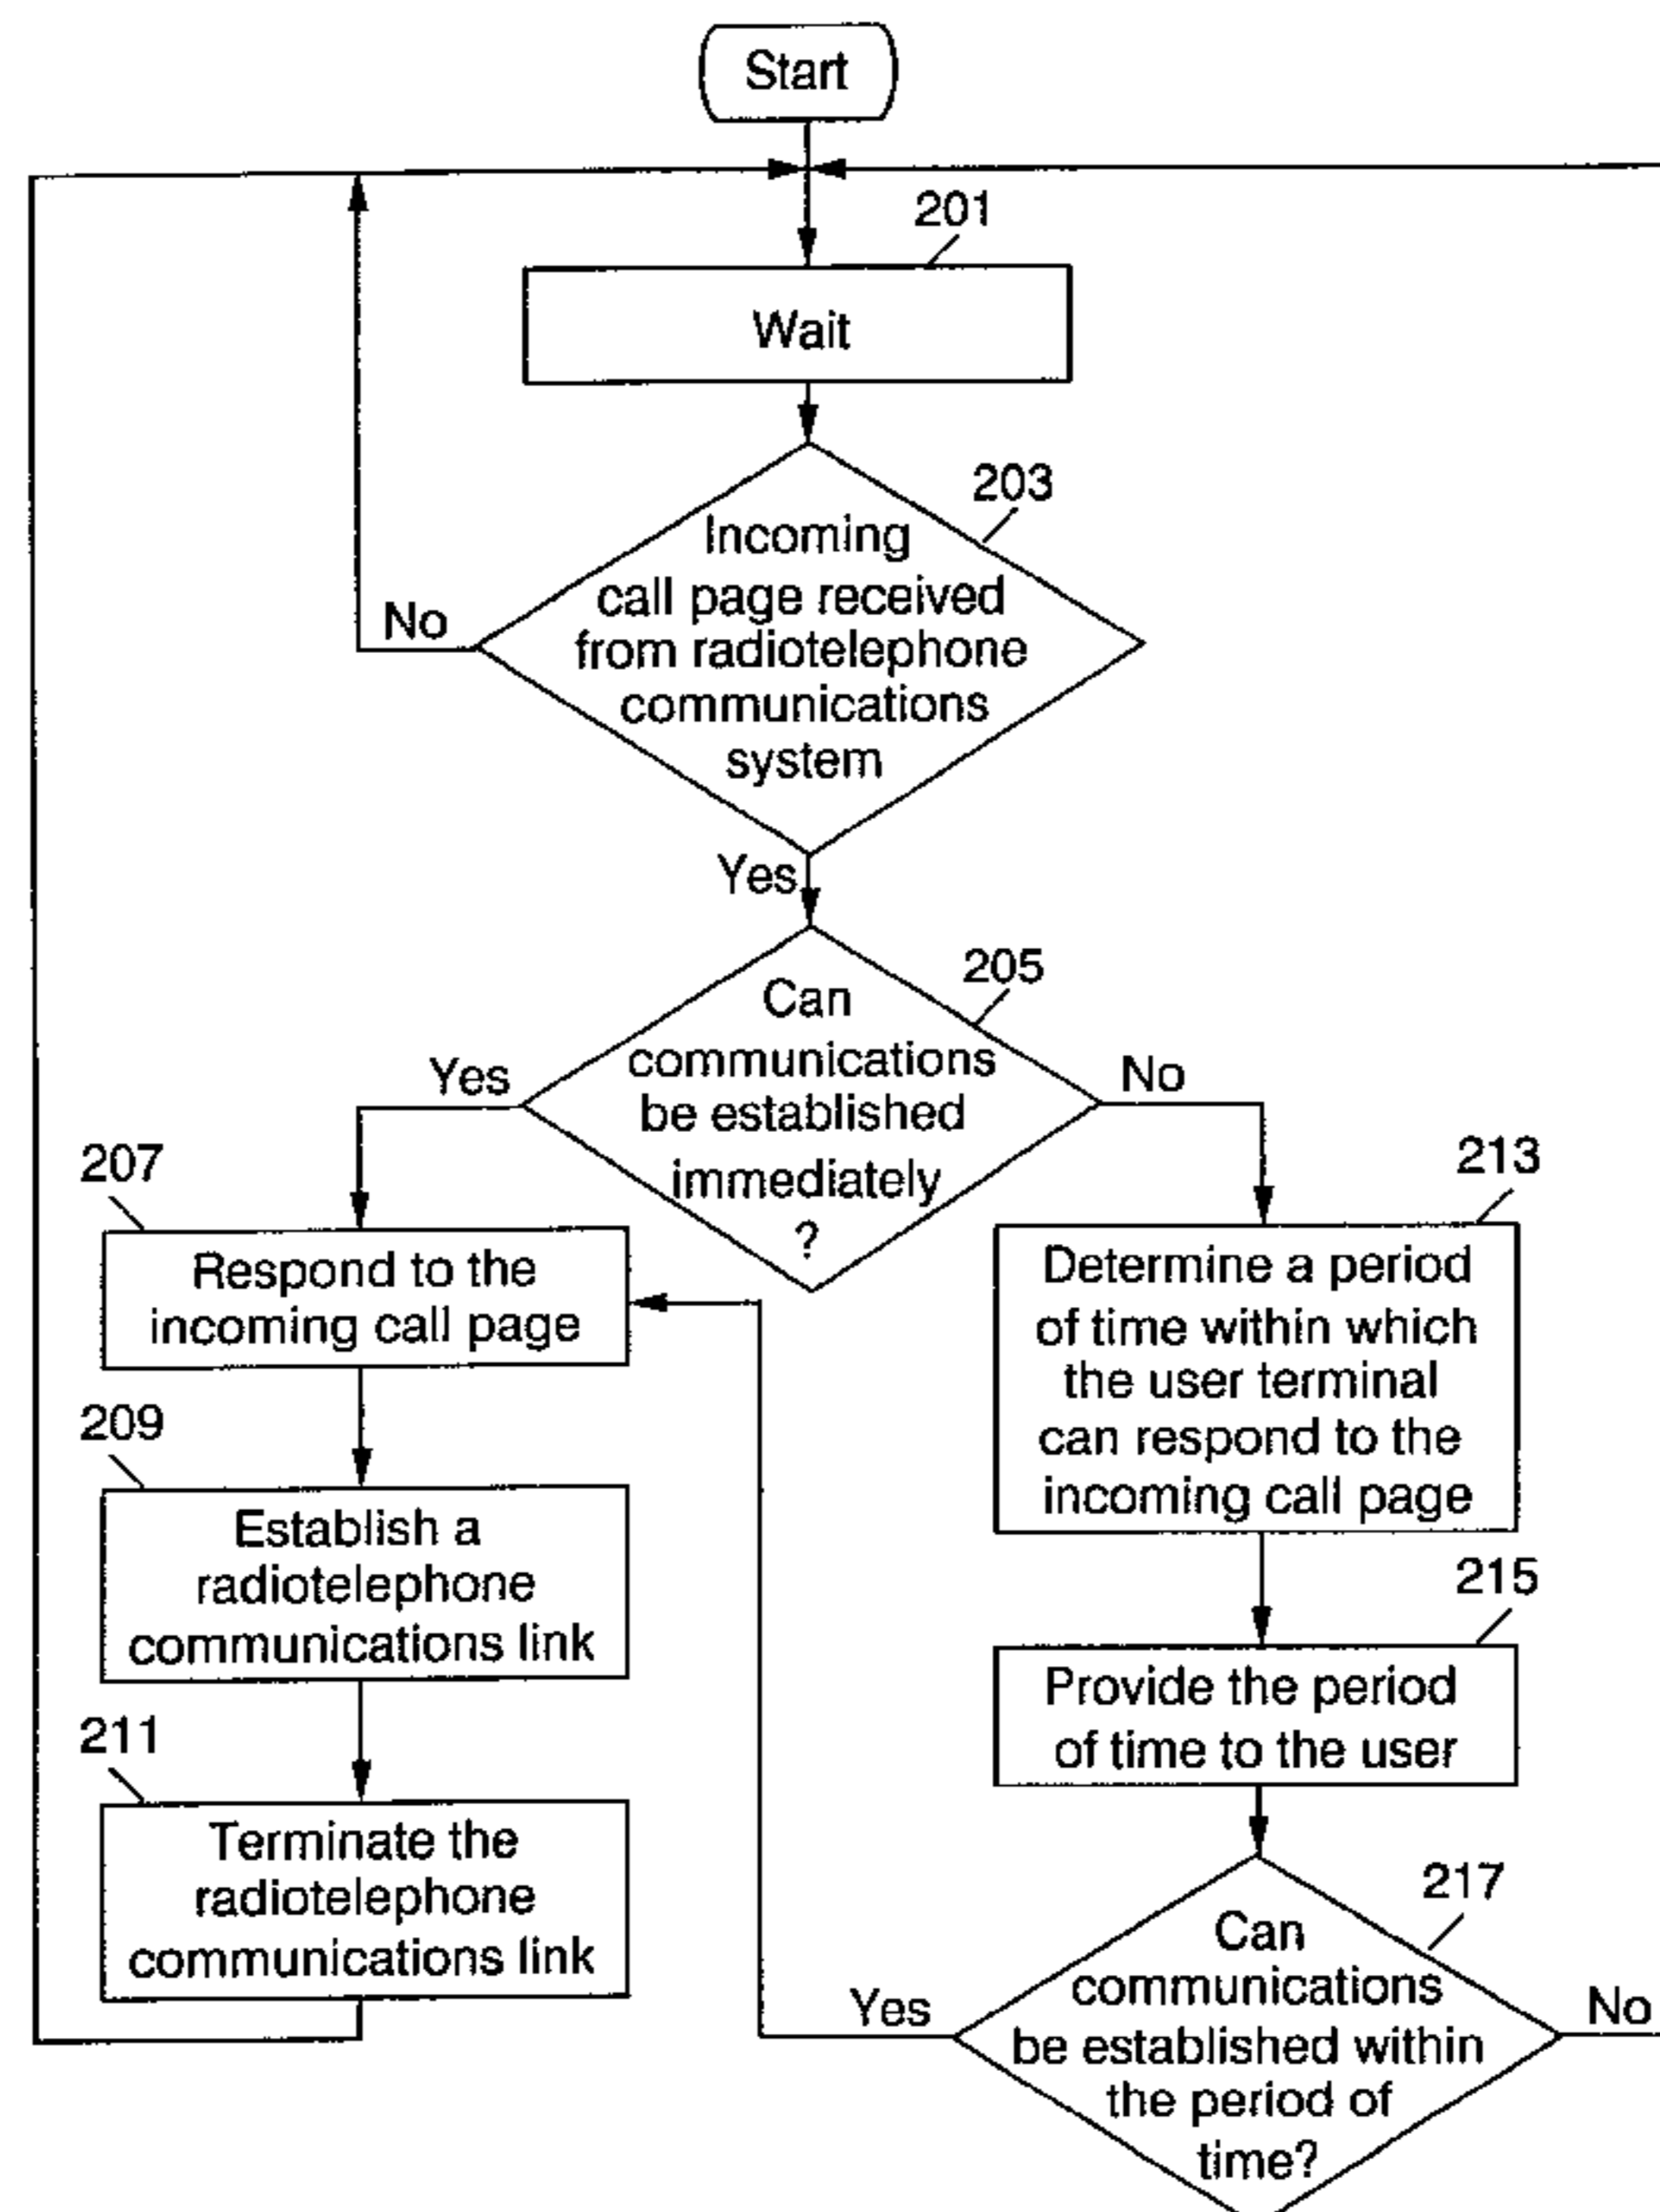 Start
201
Wait
203
Incoming
call page received
from radiotelephone
communications
system
No
Yes
205
Can
communications
be established
immediately
?
Yes
No
207
Respond to the
incoming call page
213
Determine a period
of time within which
the user terminal
can respond to the
incoming call page
209
Establish a
radiotelephone
communications link
215
Provide the period
of time to the user
211
Terminate the
radiotelephone
communications link
217
Can
communications
be established within
the period of
time?
Yes
No